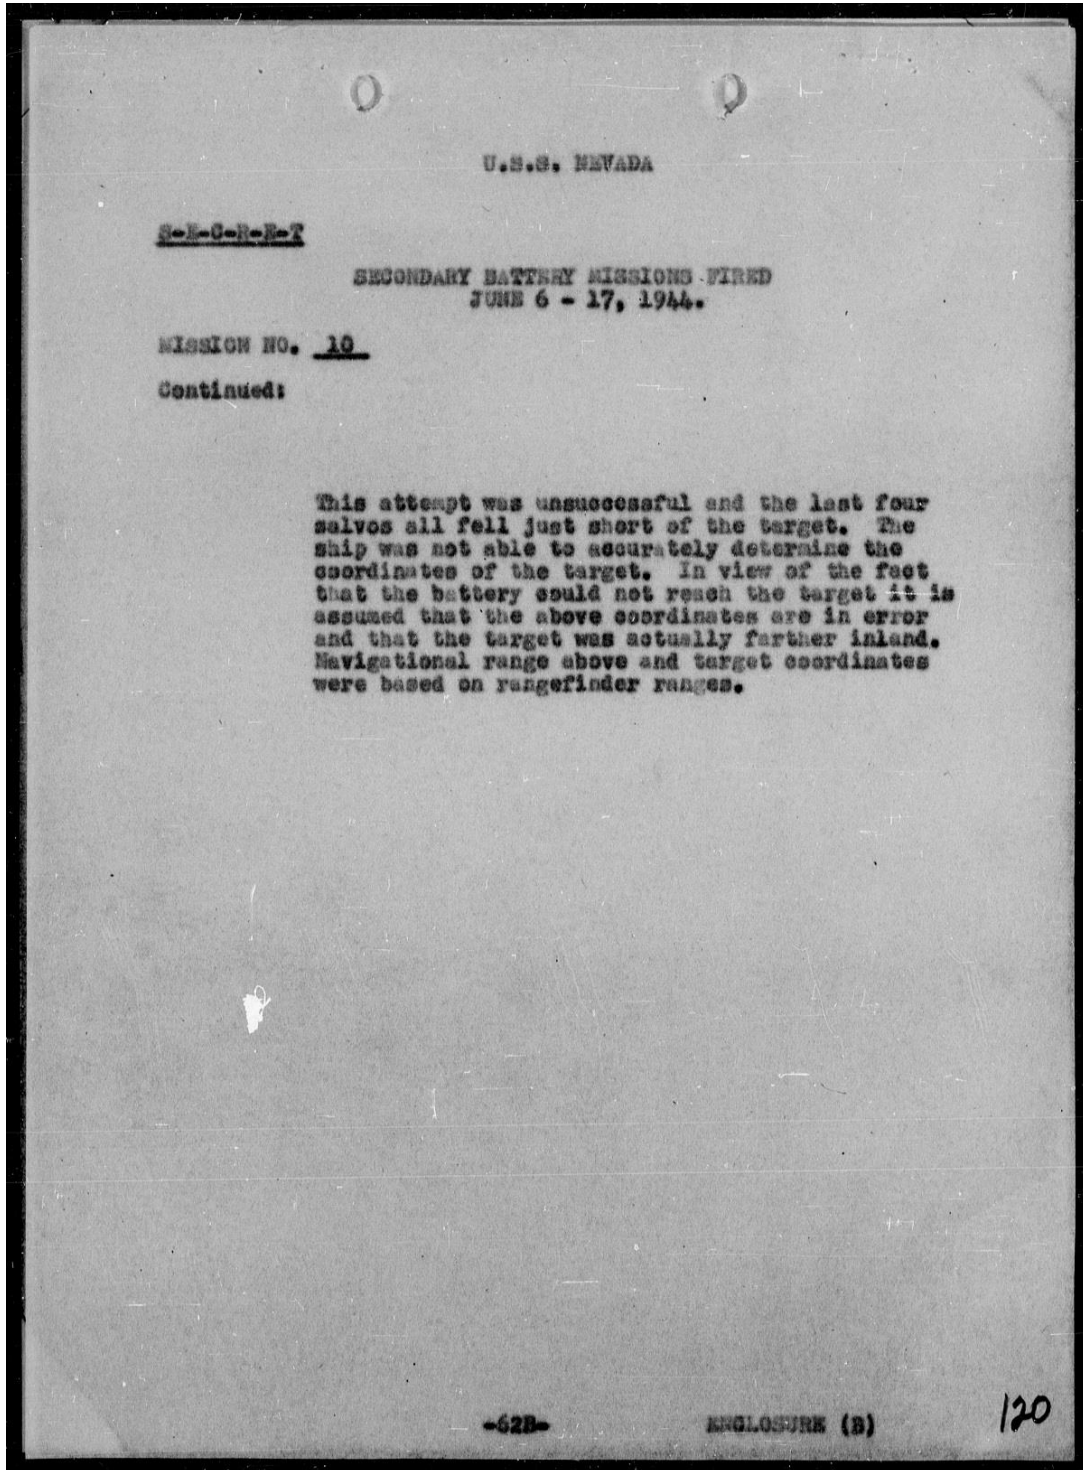 U.S.S. NEVADA
S-E-C-R-E-T
SECONDARY BATTERY MISSIONS FIRED
JUNE 6 - 17, 1944.
MISSION NO. 10
Continued:
This attempt was unsuccessful and the last four
salvos all fell just short of the target. The
ship was not able to accurately determine the
coordinates of the target. In view of the fact
that the battery could not reach the target it is
assumed that the above coordinates are in error
and that the target was actually farther inland.
Navigational range above and target coordinates
were based on rangefinder ranges.
-62B- ENCLOSURE (B)
120